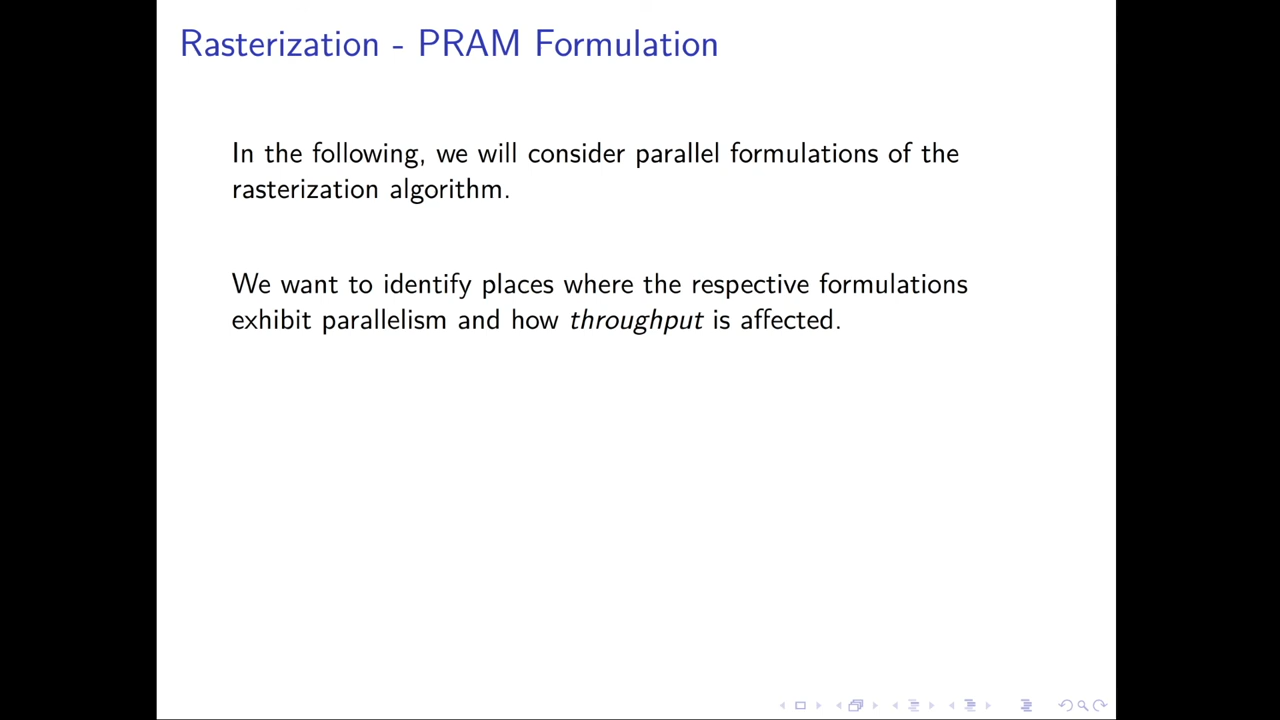 Rasterization - PRAM Formulation
In the following, we will consider parallel formulations of the
rasterization algorithm.
We want to identify places where the respective formulations
exhibit parallelism and how throughput is affected.